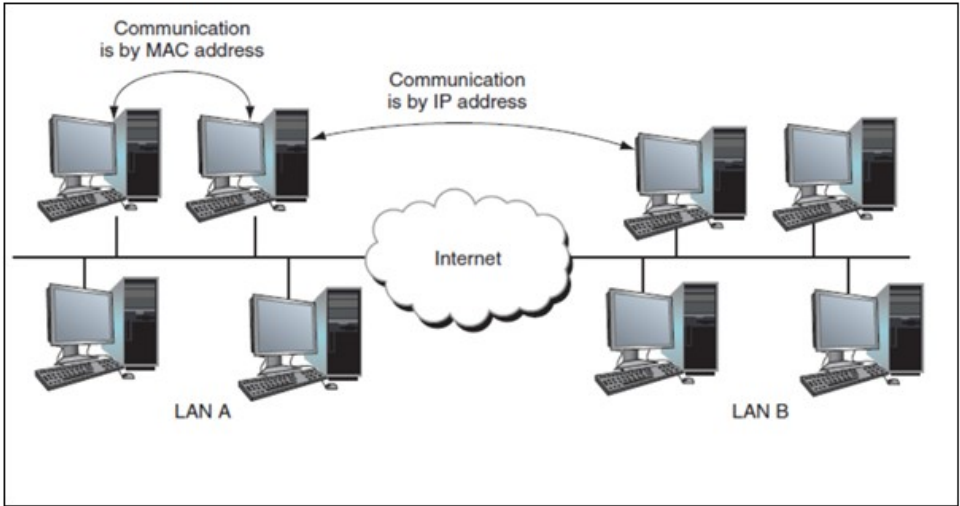 Communication
is by MAC address
Communication
is by IP address
Internet
LAN A
LAN B